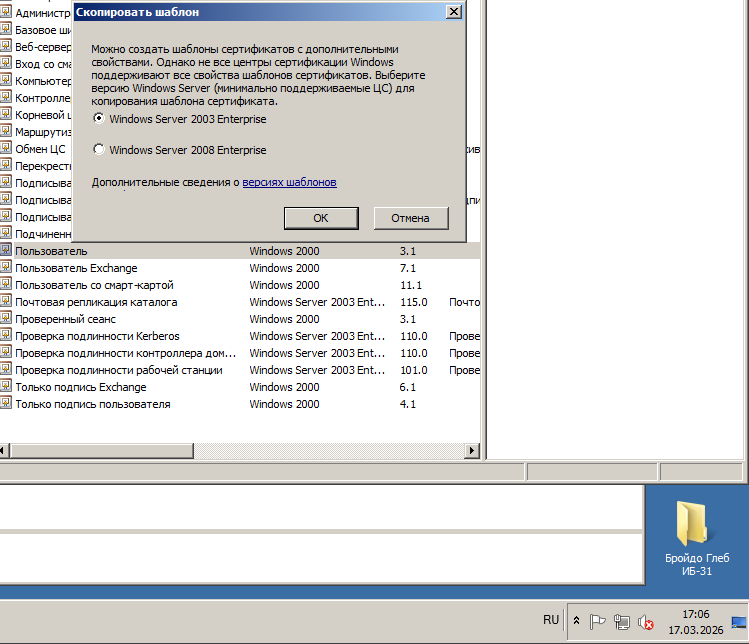 Администр
Скопировать шаблон
Базовое ши
Веб-сервер
Вход со сма
Компьютер
Контролле
Корневой ц
Маршрутиз
Обмен ЦС
Перекрестн
Подписыва
Подписыва
Подписыва
Подчиненн
Можно создать шаблоны сертификатов с дополнительными
свойствами. Однако не все центры сертификации Windows
поддерживают все свойства шаблонов сертификатов. Выберите
версию Windows Server (минимально поддерживаемые ЦС) для
копирования шаблона сертификата.
Windows Server 2003 Enterprise
Windows Server 2008 Enterprise
Дополнительные сведения о версиях шаблонов
ОК Отмена
Пользователь Windows 2000 3.1
Пользователь Exchange Windows 2000 7.1
Пользователь со смарт-картой Windows 2000 11.1
Почтовая репликация каталога Windows Server 2003 Ent... 115.0 Почто
Проверенный сеанс Windows 2000 3.1
Проверка подлинности Kerberos Windows Server 2003 Ent... 110.0 Прове
Проверка подлинности контроллера дом... Windows Server 2003 Ent... 110.0 Прове
Проверка подлинности рабочей станции Windows Server 2003 Ent... 101.0 Прове
Только подпись Exchange Windows 2000 6.1
Только подпись пользователя Windows 2000 4.1
Бройдо Глеб
ИБ-31
RU
17:06
17.03.2026